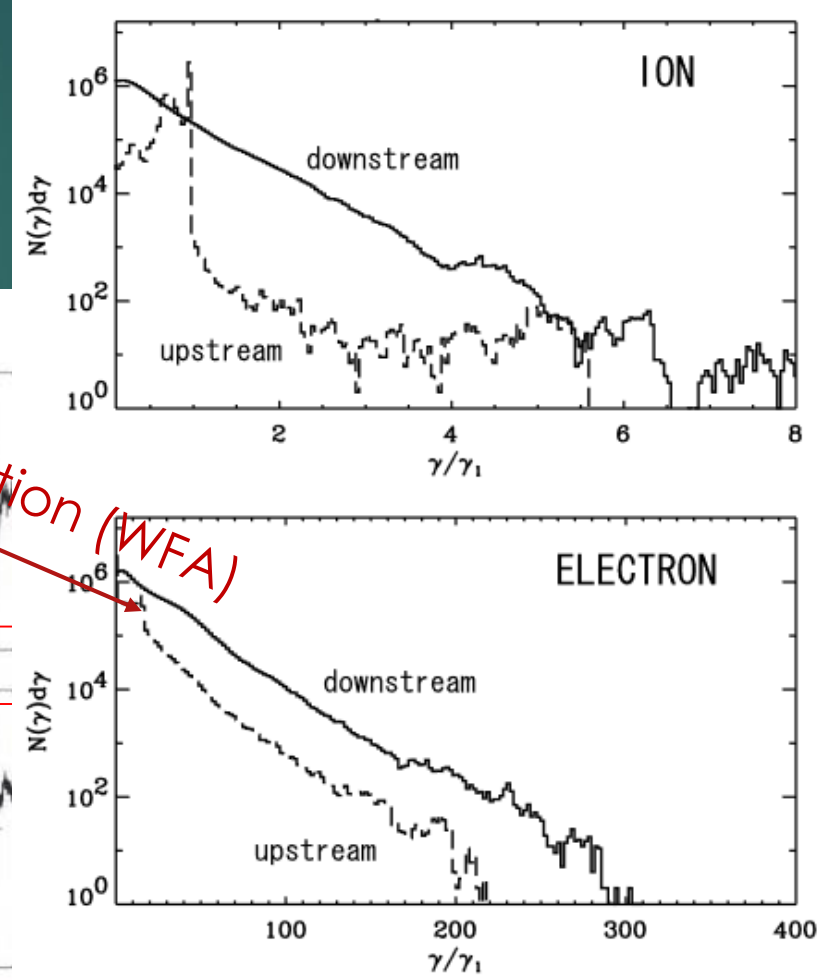 ION
N(γ)dγ
10^6
10^4
10^2
10^0
downstream
upstream
2 4 6 8
γ/γ₁
tion (WFA)
ELECTRON
N(γ)dγ
10^6
10^4
10^2
10^0
downstream
upstream
100 200 300 400
γ/γ₁